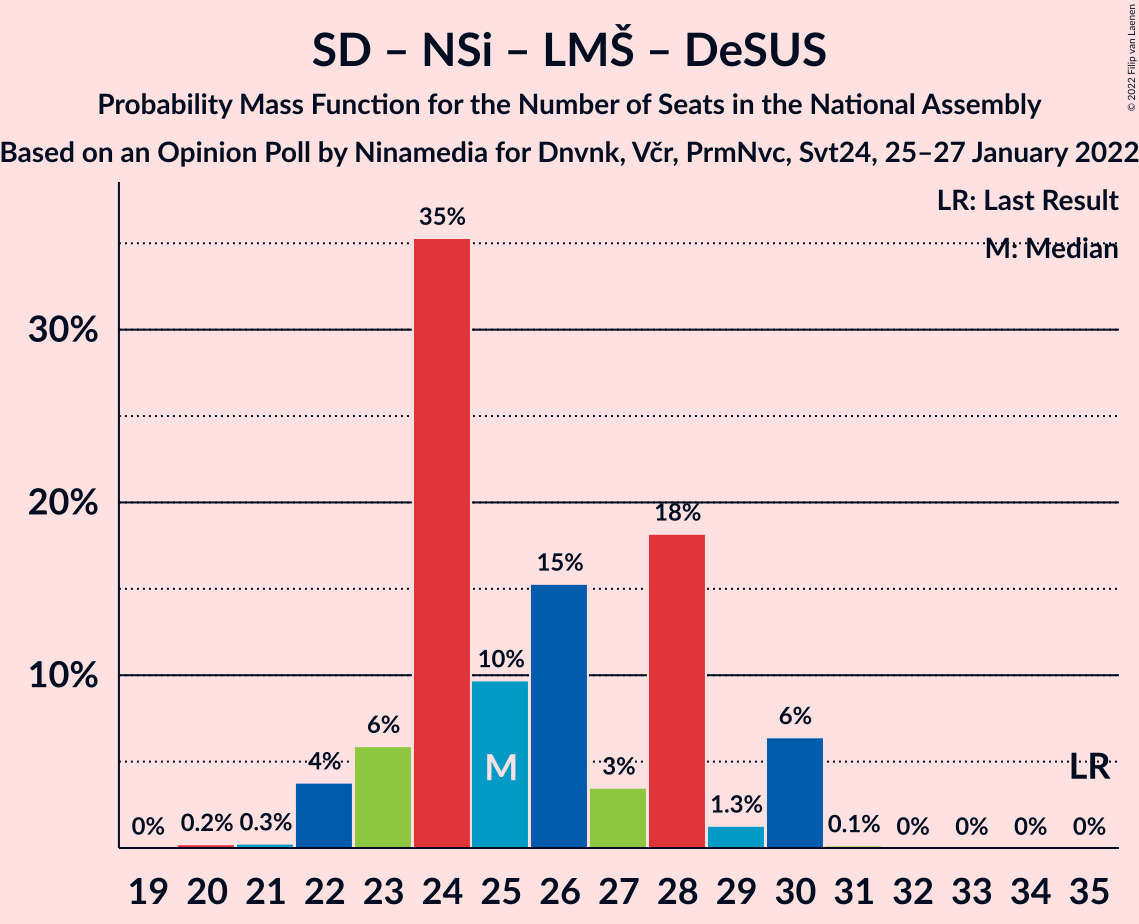 SD – NSi – LMŠ – DeSUS
Probability Mass Function for the Number of Seats in the National Assembly
Based on an Opinion Poll by Ninamedia for Dnvnk, Včr, PrmNvc, Svt24, 25–27 January 2022
© 2022 Filip van Laenen
LR: Last Result
M: Median
30%
20%
10%
0% 0.2% 0.3% 4% 6% 35% 10% 15% 3% 18% 1.3% 6% 0.1% 0% 0% 0% 0%
M
LR
19 20 21 22 23 24 25 26 27 28 29 30 31 32 33 34 35